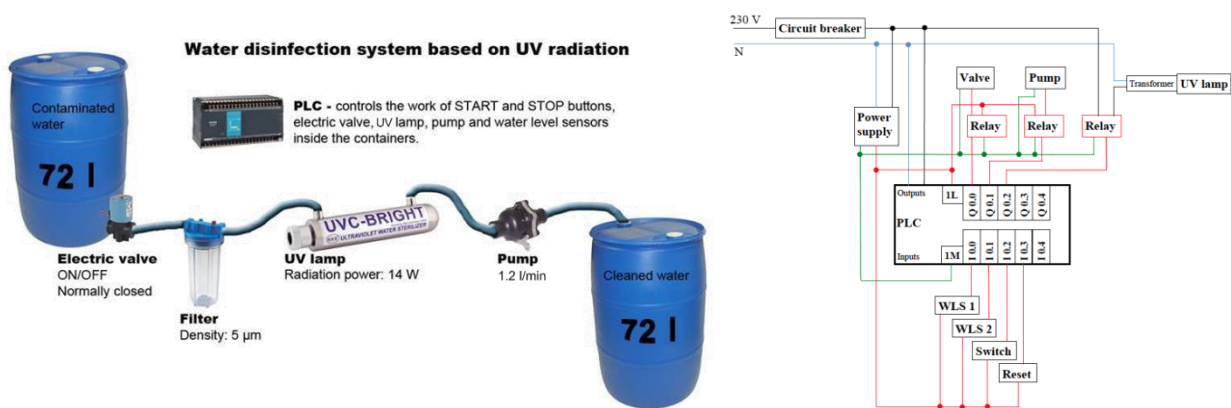 Water disinfection system based on UV radiation
Contaminated
water
72 l
PLC - controls the work of START and STOP buttons,
electric valve, UV lamp, pump and water level sensors
inside the containers.
UVC-BRIGHT
ULTRAVIOLET WATER STERILIZER
Electric valve
ON/OFF
Normally closed
Filter
Density: 5 µm
UV lamp
Radiation power: 14 W
Pump
1.2 l/min
Cleaned water
72 l
230 V
Circuit breaker
N
Valve
Pump
Transformer
UV lamp
Power
supply
Relay
Relay
Relay
Outputs
1L
Q 0.0
Q 0.1
Q 0.2
Q 0.3
Q 0.4
PLC
Inputs
1M
I 0.0
I 0.1
I 0.2
I 0.3
I 0.4
WLS 1
WLS 2
Switch
Reset